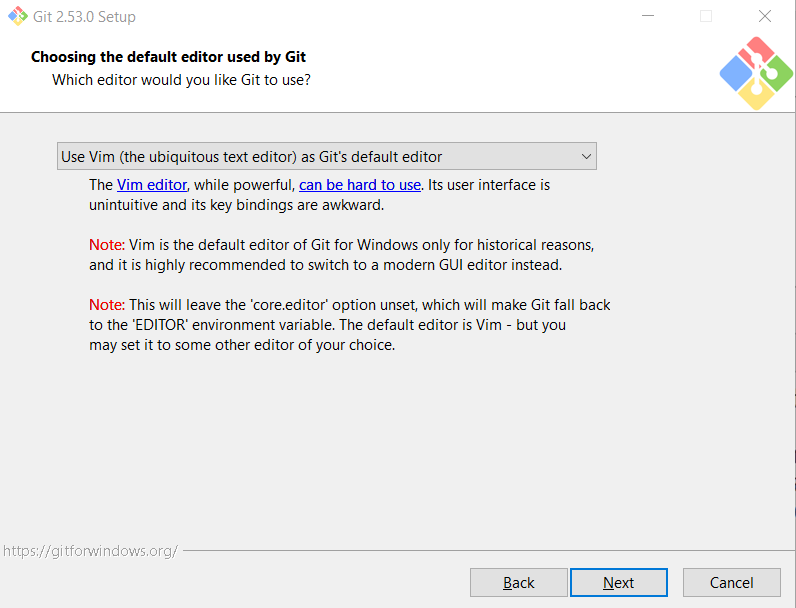 Git 2.53.0 Setup
Choosing the default editor used by Git
Which editor would you like Git to use?
Use Vim (the ubiquitous text editor) as Git's default editor
The Vim editor, while powerful, can be hard to use. Its user interface is
unintuitive and its key bindings are awkward.
Note: Vim is the default editor of Git for Windows only for historical reasons,
and it is highly recommended to switch to a modern GUI editor instead.
Note: This will leave the 'core.editor' option unset, which will make Git fall back
to the 'EDITOR' environment variable. The default editor is Vim - but you
may set it to some other editor of your choice.
https://gitforwindows.org/
Back Next Cancel